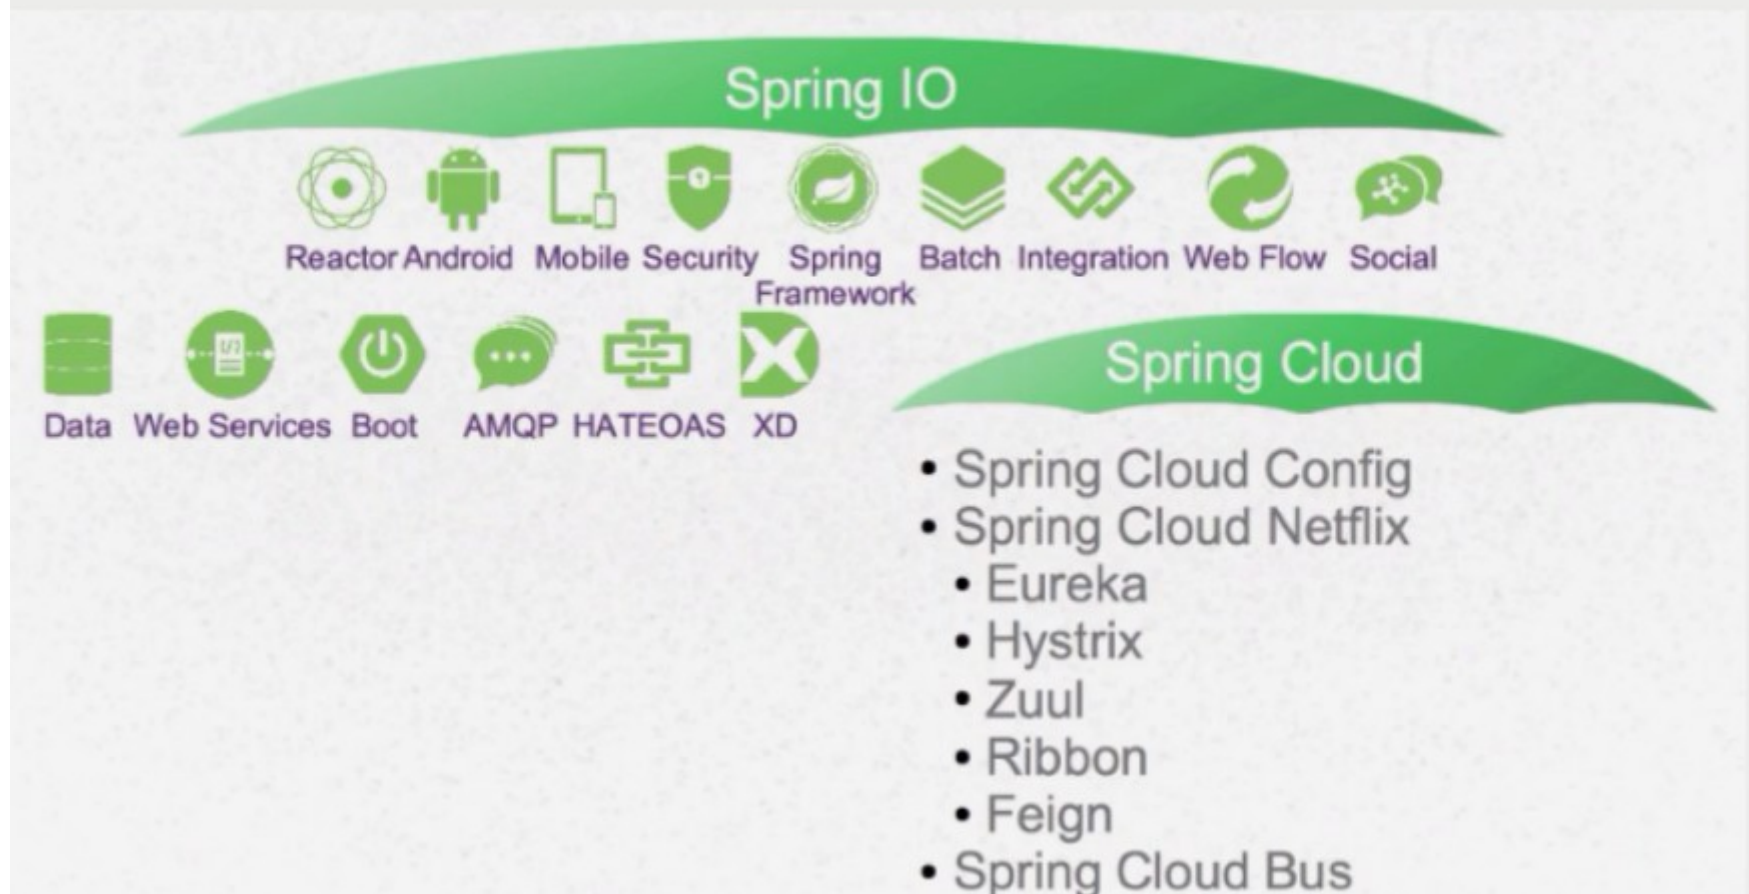 Spring IO
Reactor Android Mobile Security Spring Framework Batch Integration Web Flow Social
Data Web Services Boot AMQP HATEOAS XD
Spring Cloud
• Spring Cloud Config
• Spring Cloud Netflix
• Eureka
• Hystrix
• Zuul
• Ribbon
• Feign
• Spring Cloud Bus